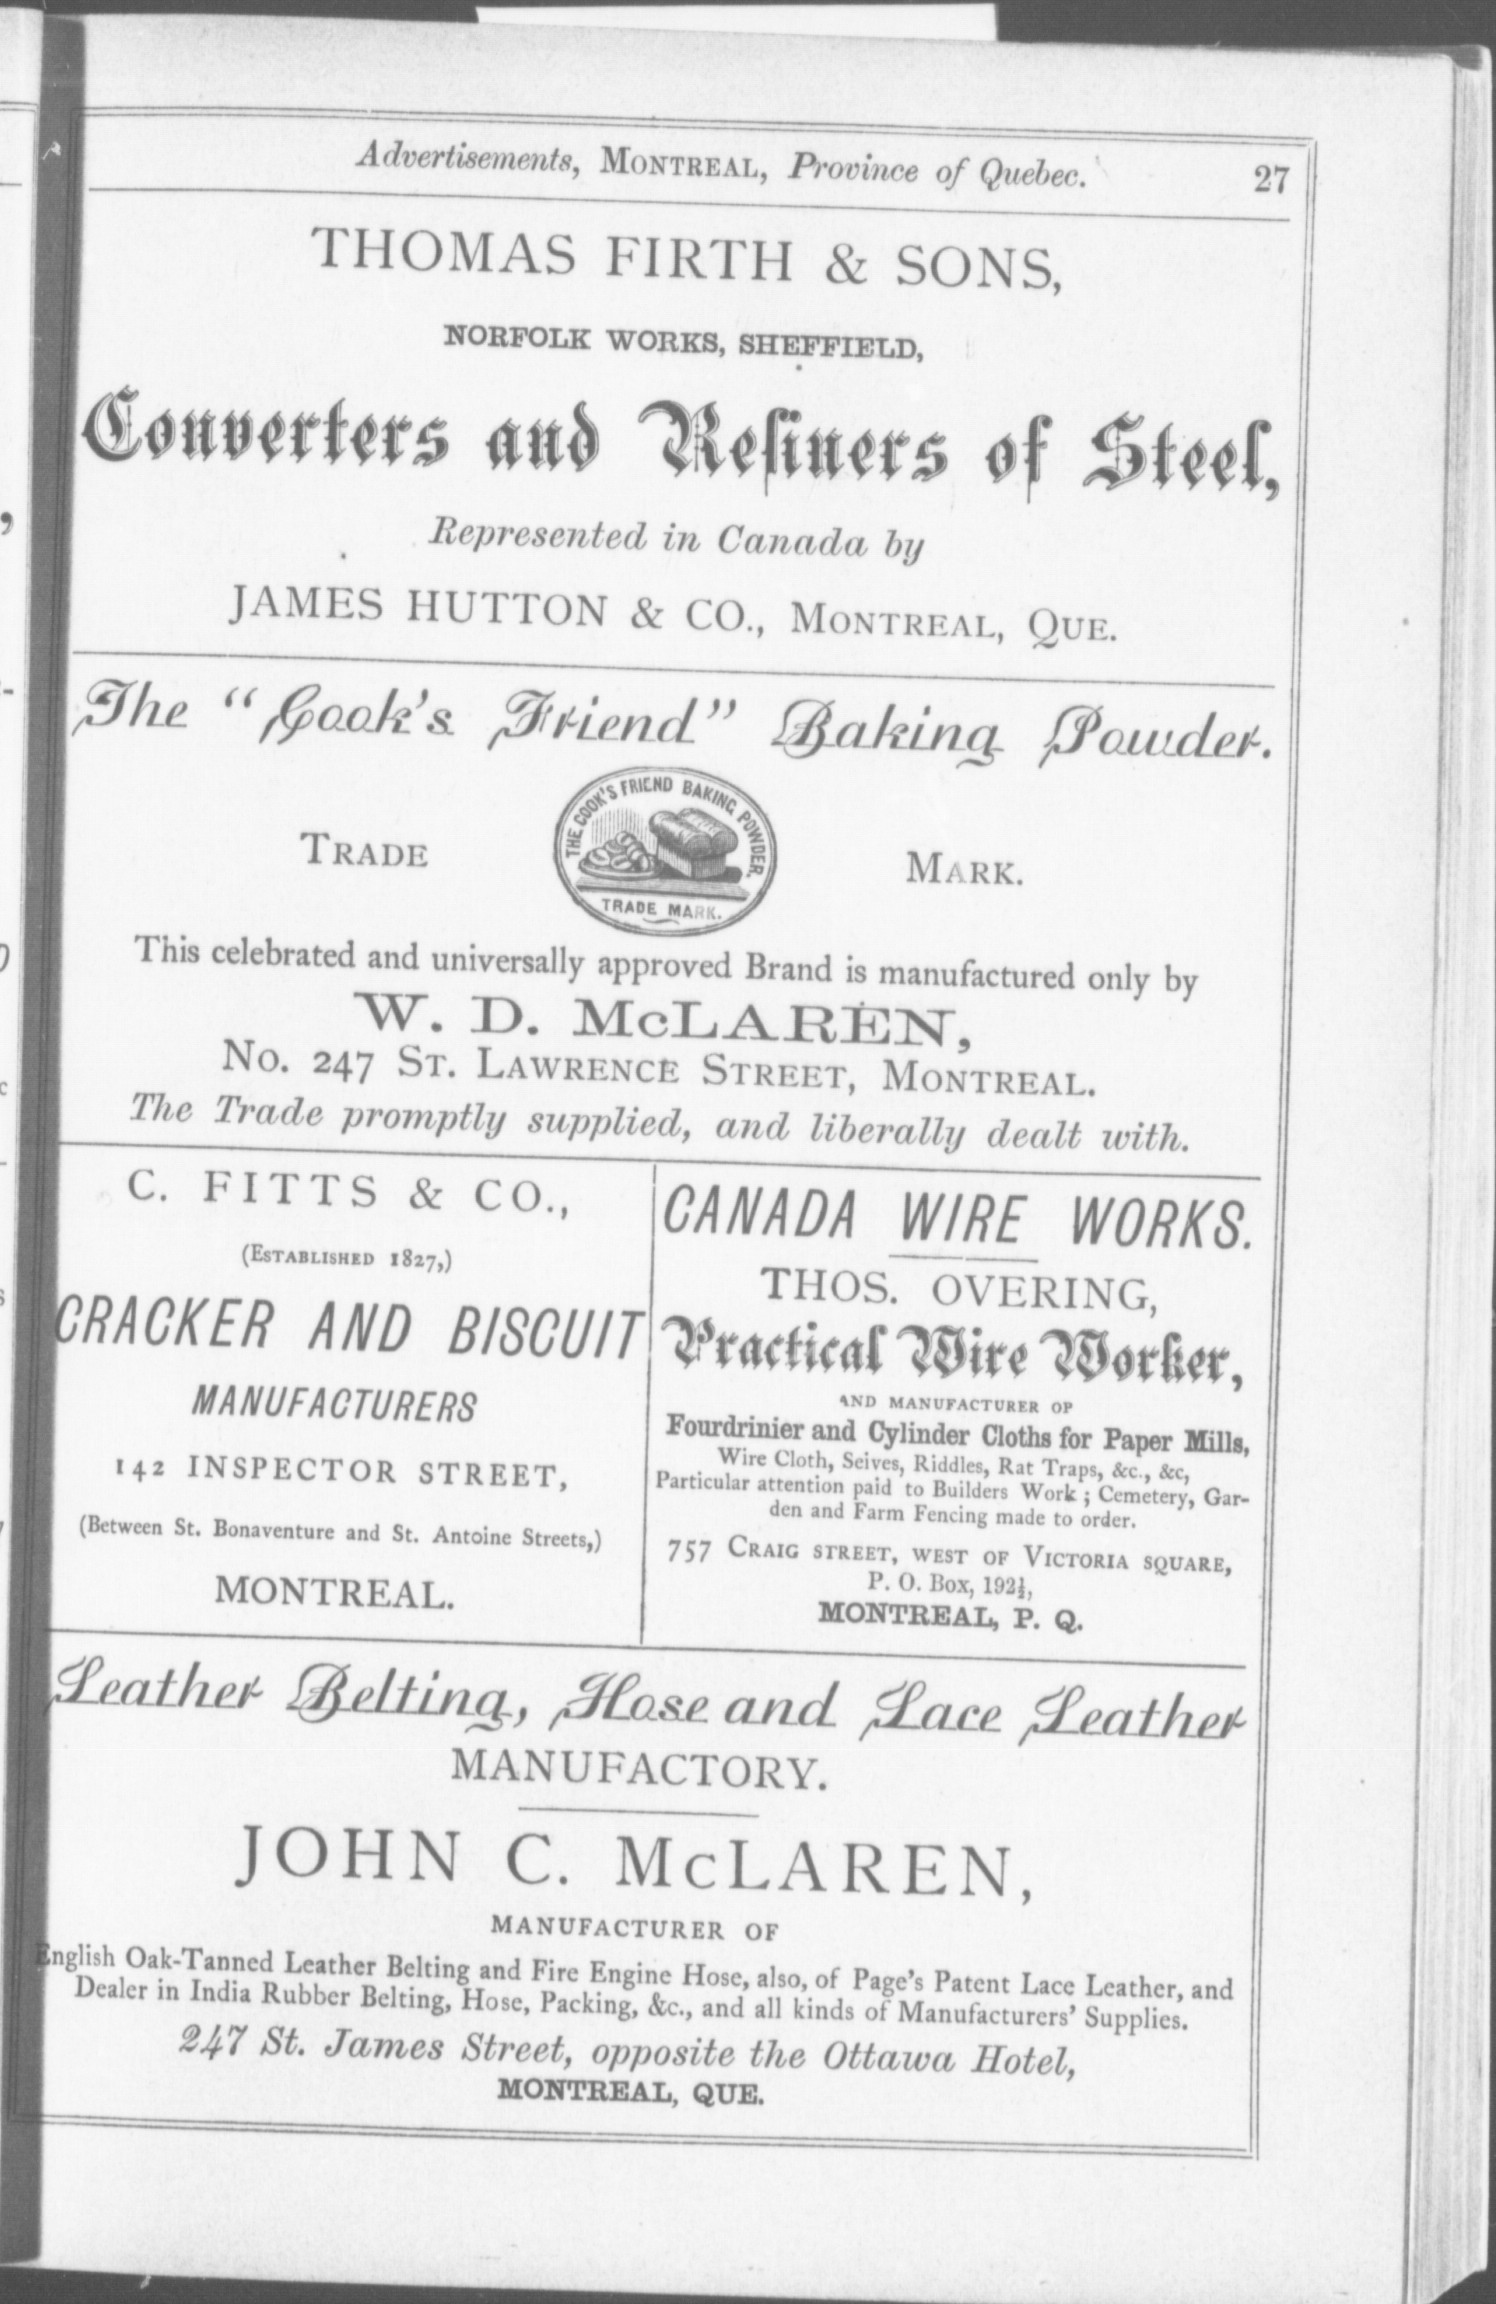 Advertisements, MONTREAL, Province of Quebec. 27
THOMAS FIRTH & SONS,
NORFOLK WORKS, SHEFFIELD,
Converters and Refiners of Steel,
Represented in Canada by
JAMES HUTTON & CO., MONTREAL, QUE.
The "Cook's Friend" Baking Powder.
TRADE MARK.
THE COOK'S FRIEND BAKING POWDER.
TRADE MARK.
This celebrated and universally approved Brand is manufactured only by
W. D. McLAREN,
No. 247 ST. LAWRENCE STREET, MONTREAL.
The Trade promptly supplied, and liberally dealt with.
C. FITTS & CO.,
(ESTABLISHED 1827,)
CRACKER AND BISCUIT
MANUFACTURERS
142 INSPECTOR STREET,
(Between St. Bonaventure and St. Antoine Streets,)
MONTREAL.
CANADA WIRE WORKS.
THOS. OVERING,
Practical Wire Worker,
AND MANUFACTURER OF
Fourdrinier and Cylinder Cloths for Paper Mills,
Wire Cloth, Seives, Riddles, Rat Traps, &c., &c,
Particular attention paid to Builders Work; Cemetery, Gar-
den and Farm Fencing made to order.
757 CRAIG STREET, WEST OF VICTORIA SQUARE,
P. O. Box, 192½,
MONTREAL, P. Q.
Leather Belting, Hose and Lace Leather
MANUFACTORY.
JOHN C. McLAREN,
MANUFACTURER OF
English Oak-Tanned Leather Belting and Fire Engine Hose, also, of Page's Patent Lace Leather, and
Dealer in India Rubber Belting, Hose, Packing, &c., and all kinds of Manufacturers' Supplies.
247 St. James Street, opposite the Ottawa Hotel,
MONTREAL, QUE.